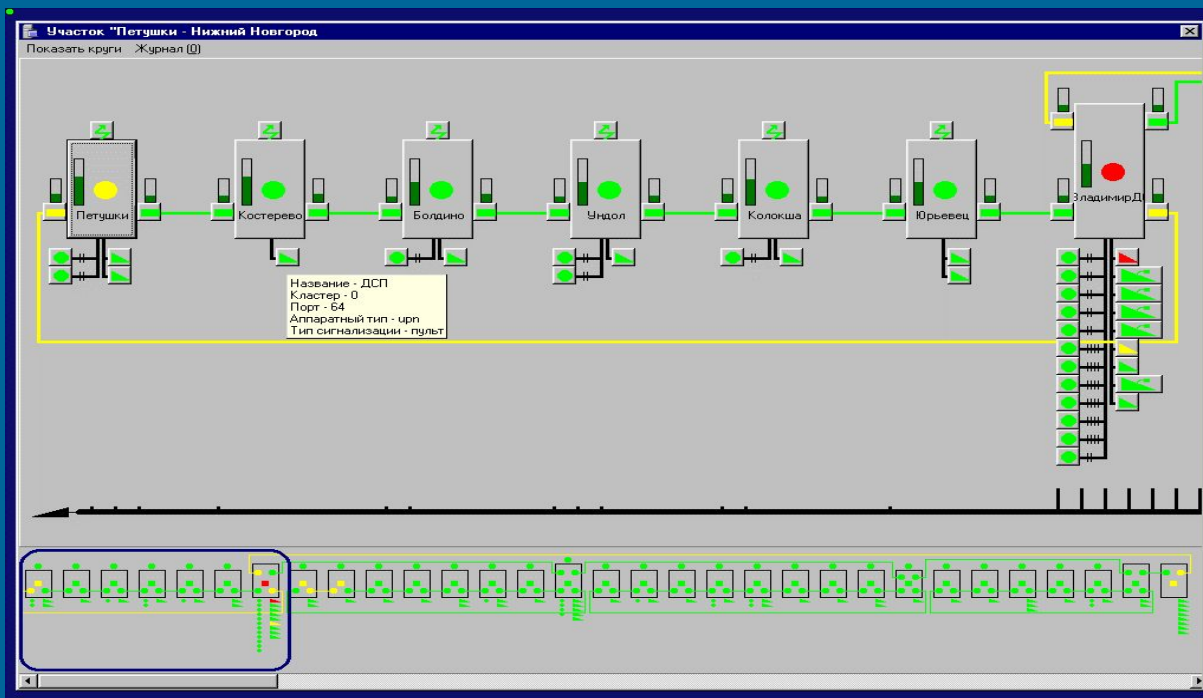 Участок "Петушки - Нижний Новгород
Показать круги Журнал (0)
Петушки
Костерево
Болдино
Ундол
Колокша
Юрьевец
ВладимирД
Название - ДСП
Кластер - 0
Порт - 64
Аппаратный тип - upn
Тип сигнализации - пульт